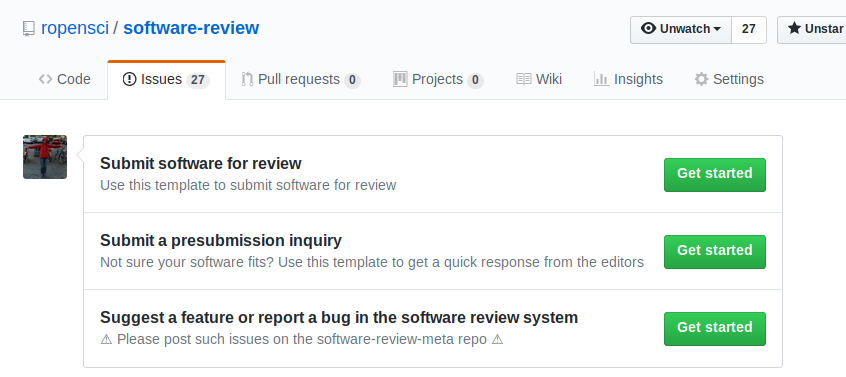 ropensci / software-review
Unwatch 27 Unstar
Code Issues 27 Pull requests 0 Projects 0 Wiki Insights Settings
Submit software for review
Use this template to submit software for review
Get started
Submit a presubmission inquiry
Not sure your software fits? Use this template to get a quick response from the editors
Get started
Suggest a feature or report a bug in the software review system
⚠ Please post such issues on the software-review-meta repo ⚠
Get started